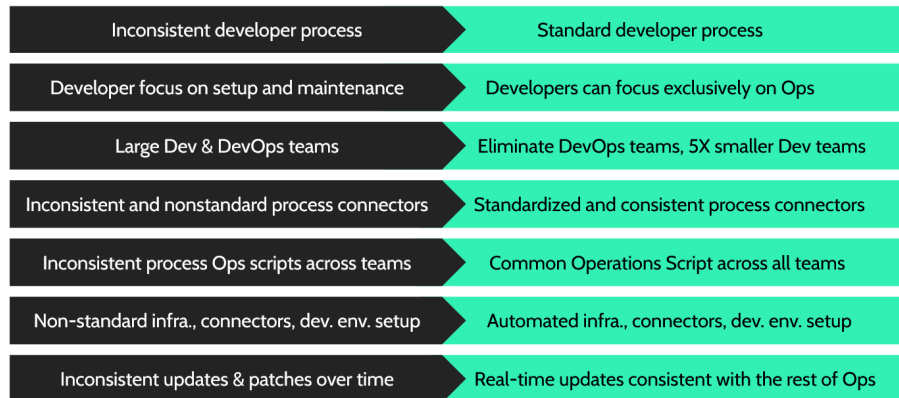 Inconsistent developer process
Standard developer process
Developer focus on setup and maintenance
Developers can focus exclusively on Ops
Large Dev & DevOps teams
Eliminate DevOps teams, 5X smaller Dev teams
Inconsistent and nonstandard process connectors
Standardized and consistent process connectors
Inconsistent process Ops scripts across teams
Common Operations Script across all teams
Non-standard infra., connectors, dev. env. setup
Automated infra., connectors, dev. env. setup
Inconsistent updates & patches over time
Real-time updates consistent with the rest of Ops